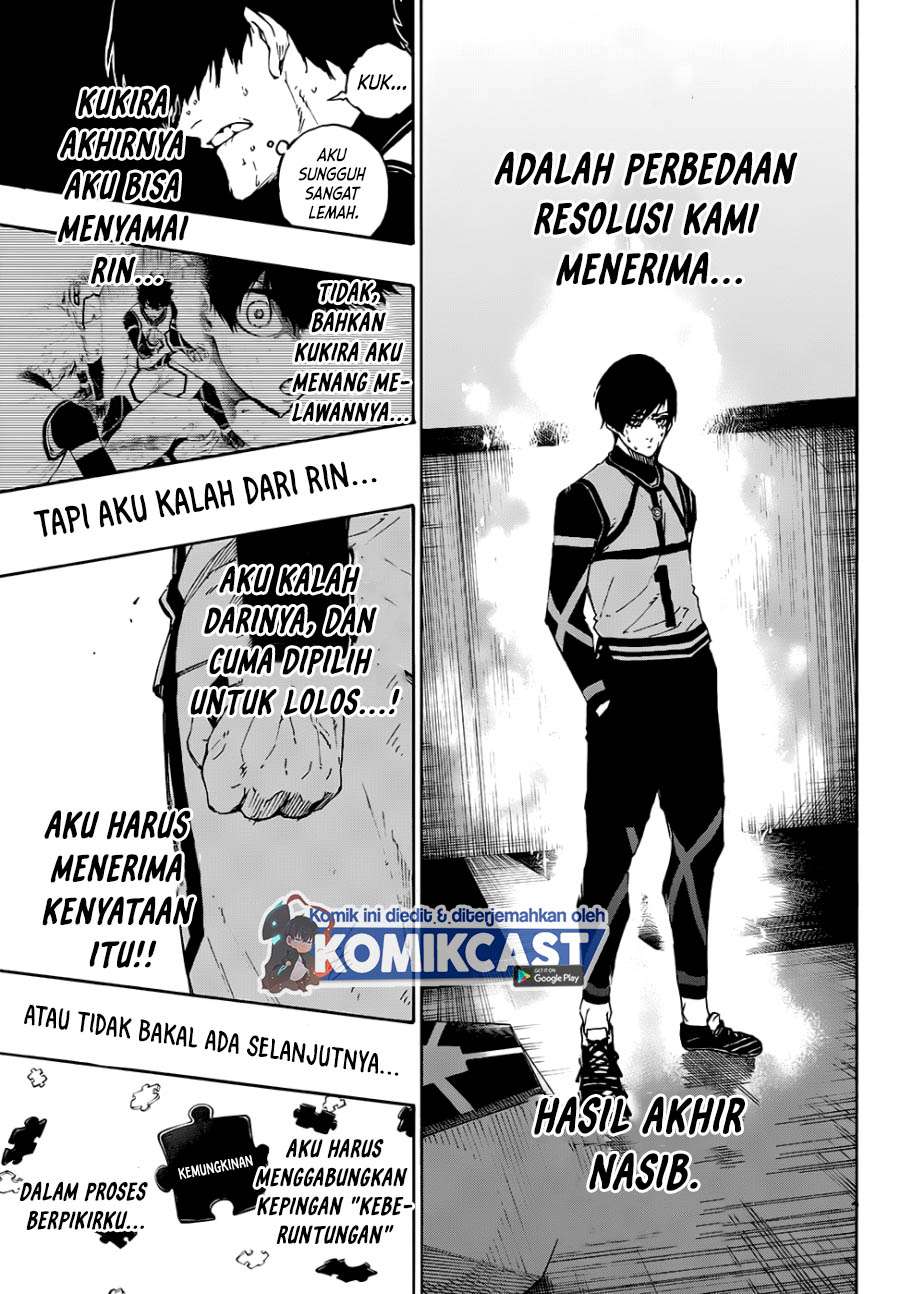 ADALAH PERBEDAAN
RESOLUSI KAMI
MENERIMA...
HASIL AKHIR
NASIB.
KUK...
AKU
SUNGGUH
SANGAT
LEMAH.
KUKIRA
AKHIRNYA
AKU BISA
MENYAMAI
RIN...
TIDAK,
BAHKAN
KUKIRA AKU
MENANG ME-
LAWANNYA...
TAPI AKU KALAH DARI RIN...
AKU KALAH
DARINYA, DAN
CUMA DIPILIH
UNTUK LOLOS...!
AKU HARUS
MENERIMA
KENYATAAN
ITU!!
Komik ini diedit & diterjemahkan oleh
KOMIKCAST
GET IT ON
Google Play
ATAU TIDAK BAKAL ADA SELANJUTNYA...
AKU HARUS
MENGGABUNGKAN
KEPINGAN "KEBE-
RUNTUNGAN"
KEMUNGKINAN
DALAM PROSES
BERPIKIRKU...
1